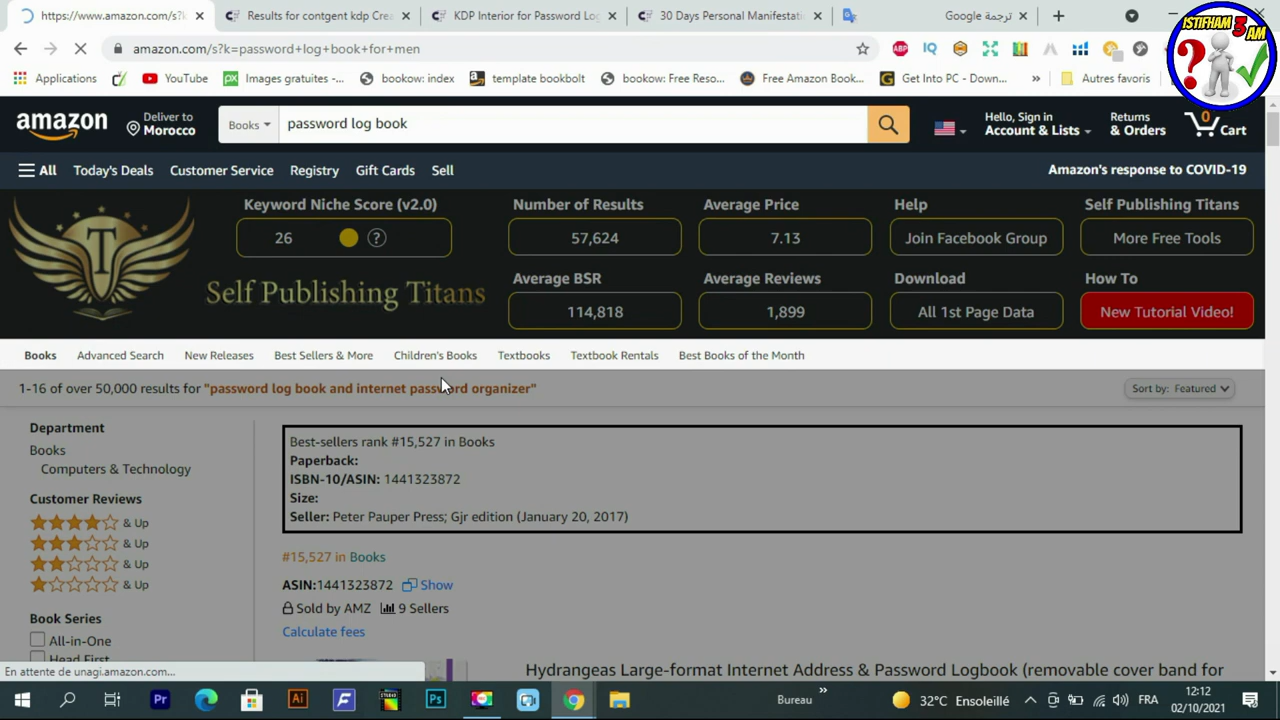 https://www.amazon.com/s?k
Results for contgent kdp Crea
KDP Interior for Password Log
30 Days Personal Manifestati
ترجمة Google
ISTIFHAM 3 AM
amazon.com/s?k=password+log+book+for+men
ABP
IQ
Applications
YouTube
Images gratuites -...
bookow: index
template bookbolt
bookow: Free Reso...
Free Amazon Book...
Get Into PC - Down...
»
Autres favoris
amazon
Deliver to
Morocco
Books
password log book
Hello, Sign in
Account & Lists
Returns
& Orders
0
Cart
All
Today's Deals
Customer Service
Registry
Gift Cards
Sell
Amazon's response to COVID-19
T
Self Publishing Titans
Keyword Niche Score (v2.0)
26
?
Number of Results
57,624
Average Price
7.13
Help
Join Facebook Group
Self Publishing Titans
More Free Tools
Average BSR
114,818
Average Reviews
1,899
Download
All 1st Page Data
How To
New Tutorial Video!
Books
Advanced Search
New Releases
Best Sellers & More
Children's Books
Textbooks
Textbook Rentals
Best Books of the Month
1-16 of over 50,000 results for "password log book and internet password organizer"
Sort by: Featured
Department
Books
Computers & Technology
Customer Reviews
& Up
& Up
& Up
& Up
Book Series
All-in-One
Head First
Best-sellers rank #15,527 in Books
Paperback:
ISBN-10/ASIN: 1441323872
Size:
Seller: Peter Pauper Press; Gjr edition (January 20, 2017)
#15,527 in Books
ASIN:1441323872 Show
Sold by AMZ 9 Sellers
Calculate fees
Hydrangeas Large-format Internet Address & Password Logbook (removable cover band for
En attente de unagi.amazon.com...
Pr
Ai
F
STUDIO
Ps
Bureau
»
32°C Ensoleillé
FRA
12:12
02/10/2021